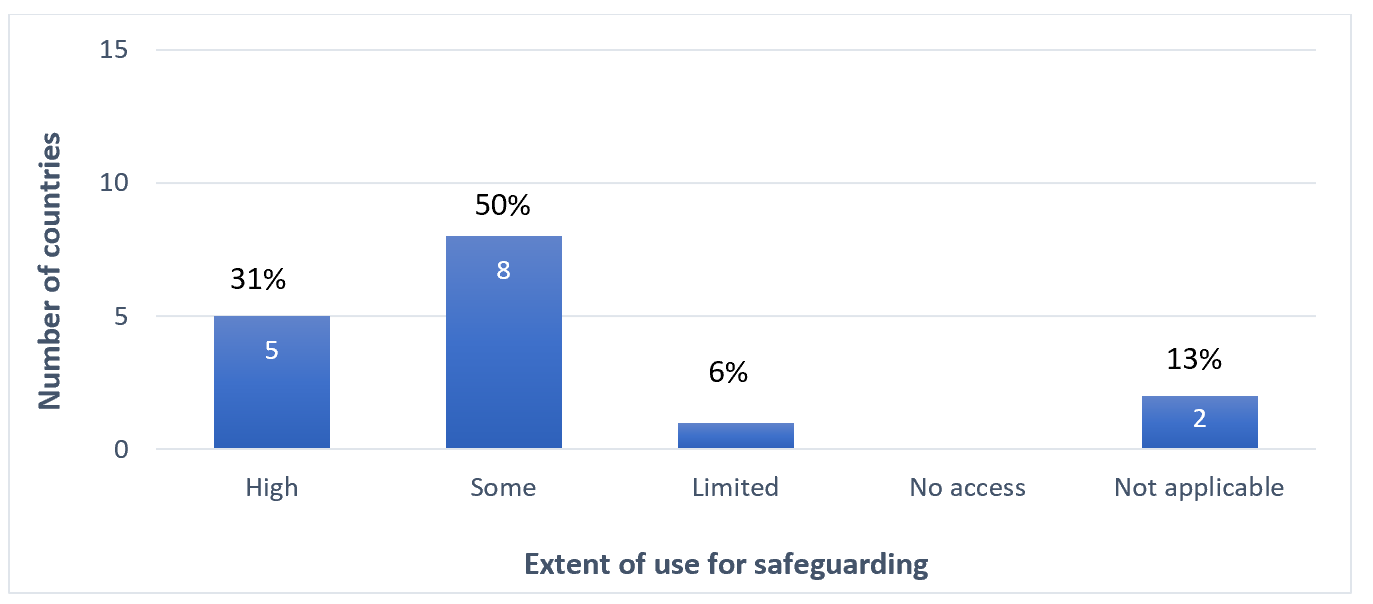 15
10
5
0
Number of countries
31%
5
50%
8
6%
13%
2
High
Some
Limited
No access
Not applicable
Extent of use for safeguarding